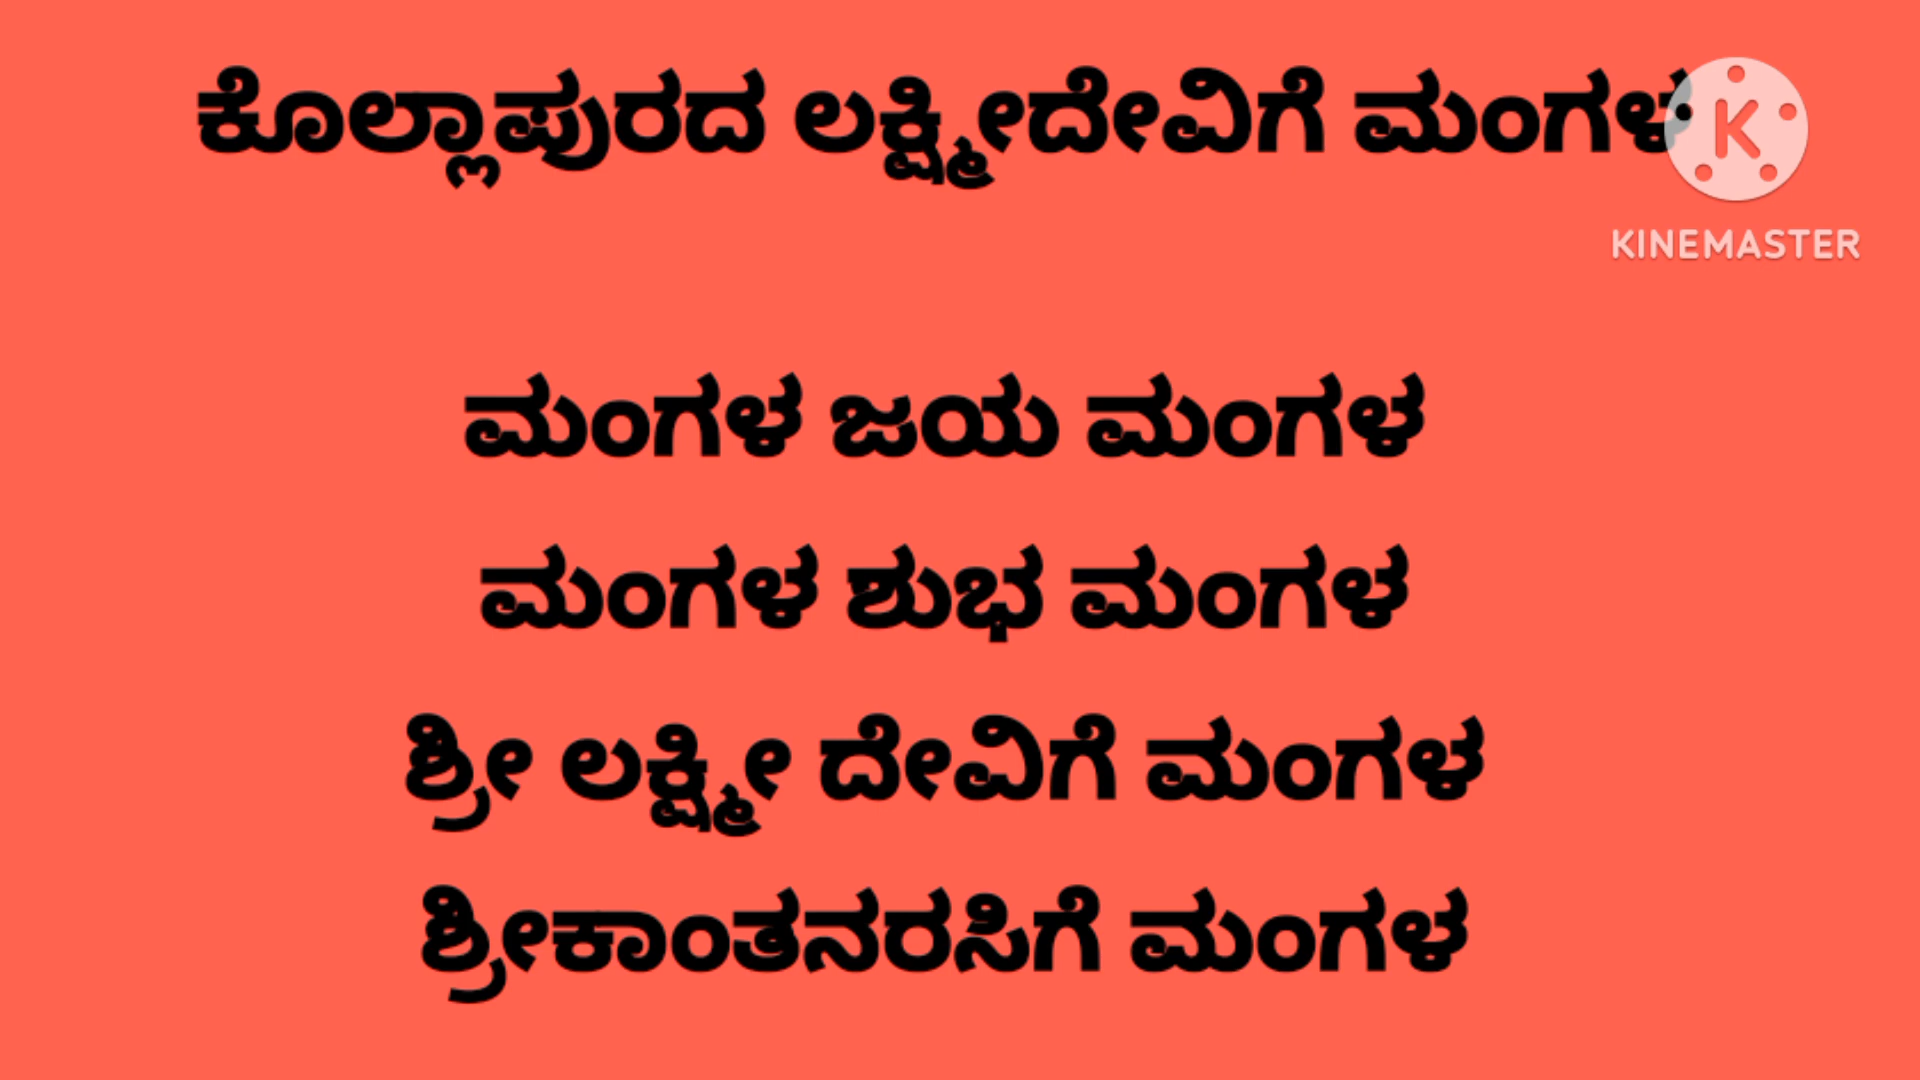 ಕೊಲ್ಲಾಪುರದ ಲಕ್ಷ್ಮೀದೇವಿಗೆ ಮಂಗಳ
K
KINEMASTER
ಮಂಗಳ ಜಯ ಮಂಗಳ
ಮಂಗಳ ಶುಭ ಮಂಗಳ
ಶ್ರೀ ಲಕ್ಷ್ಮೀ ದೇವಿಗೆ ಮಂಗಳ
ಶ್ರೀಕಾಂತನರಸಿಗೆ ಮಂಗಳ